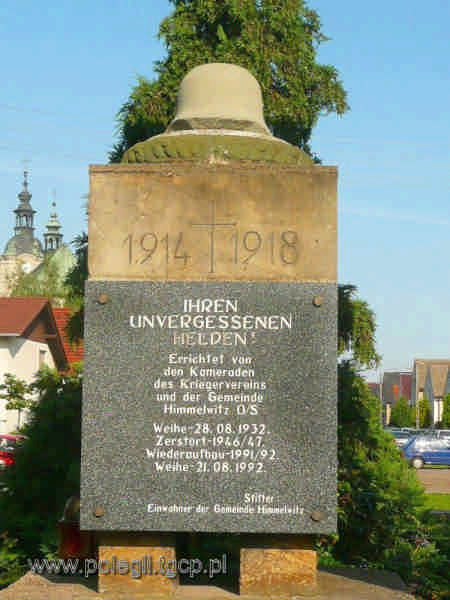 1914 1918
IHREN
UNVERGESSENEN
HELDEN!
Errichtet von
den Kameraden
des Kriegervereins
und der Gemeinde
Himmelwitz O/S
Weihe-28.08.1932.
Zerstört-1946/47.
Wiederaufbau-1991/92
Weihe-21.08.1992.
Stifter
Einwohner der Gemeinde Himmelwitz
www.polegli.tgcp.pl